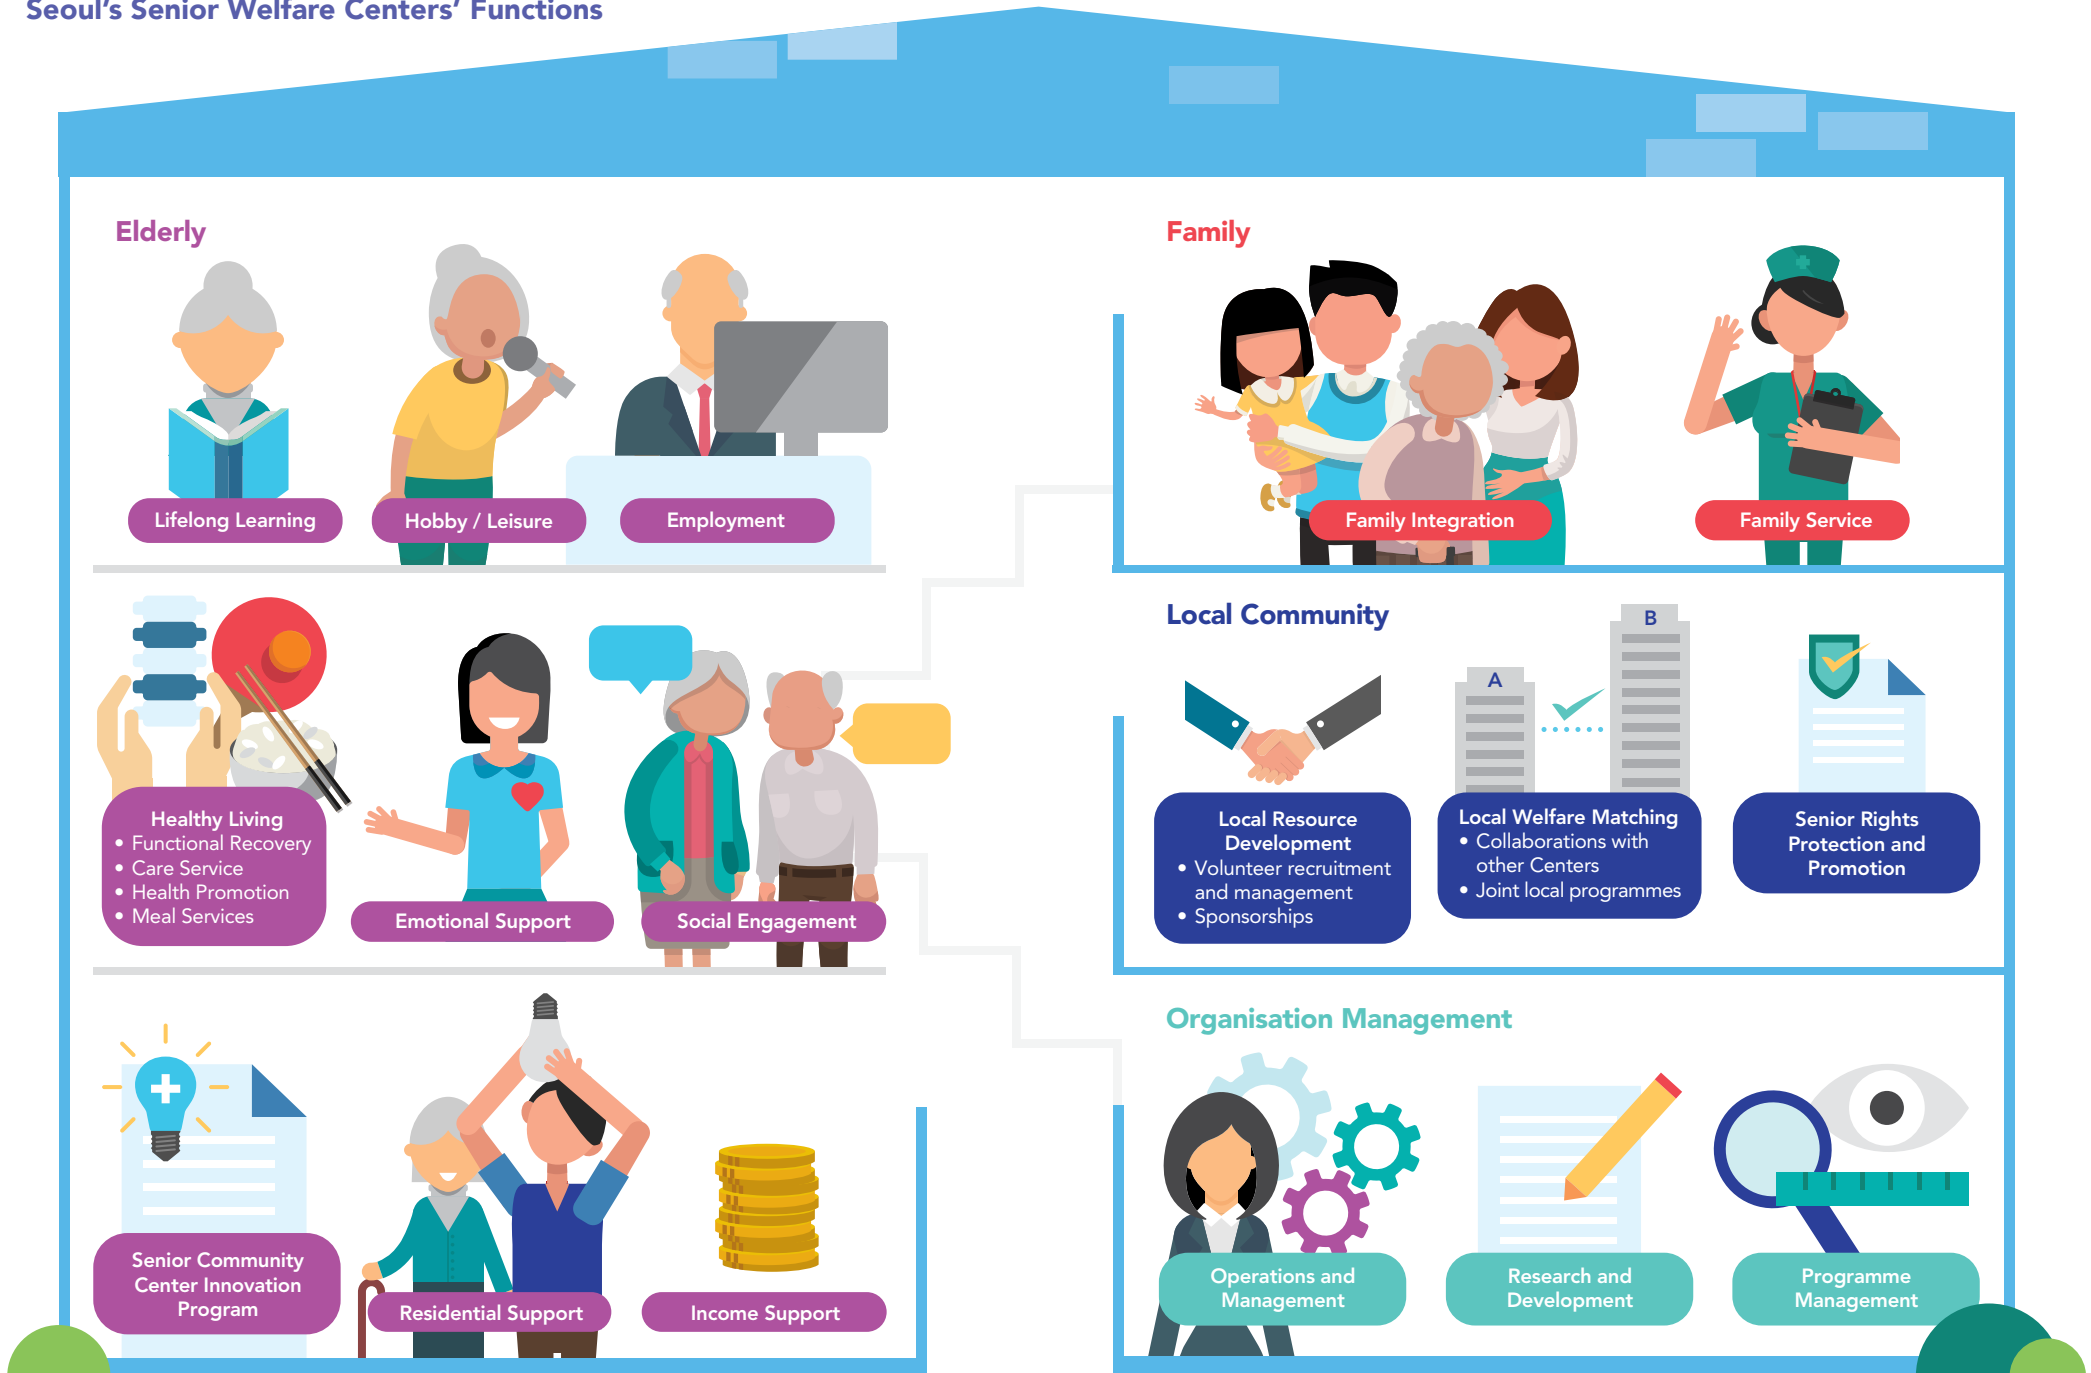 Seoul's Senior Welfare Centers' Functions
Elderly
Lifelong Learning
Hobby / Leisure
Employment
Healthy Living
• Functional Recovery
• Care Service
• Health Promotion
• Meal Services
Emotional Support
Social Engagement
Senior Community
Center Innovation
Program
Residential Support
Income Support
Family
Family Integration
Family Service
Local Community
A
B
Local Resource
Development
• Volunteer recruitment
and management
• Sponsorships
Local Welfare Matching
• Collaborations with
other Centers
• Joint local programmes
Senior Rights
Protection and
Promotion
Organisation Management
Operations and
Management
Research and
Development
Programme
Management